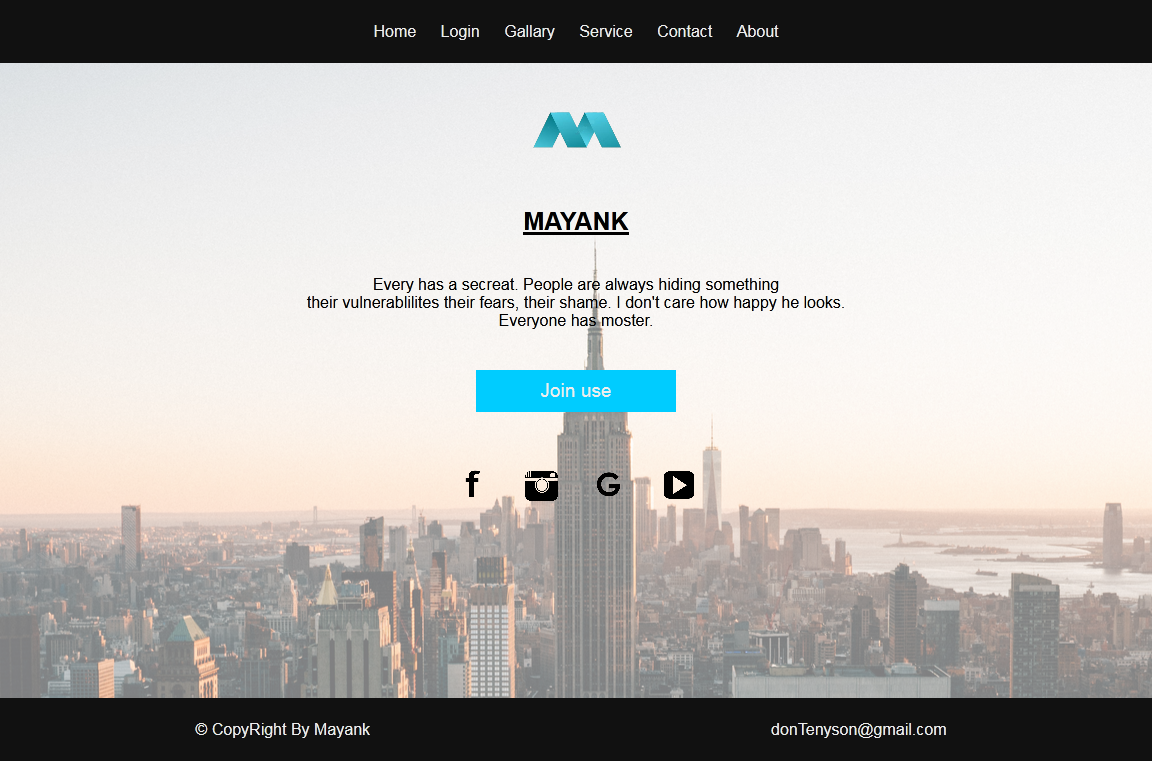 Home Login Gallary Service Contact About
MAYANK
Every has a secreat. People are always hiding something
their vulnerablilites their fears, their shame. I don't care how happy he looks.
Everyone has moster.
Join use
© CopyRight By Mayank
donTenyson@gmail.com